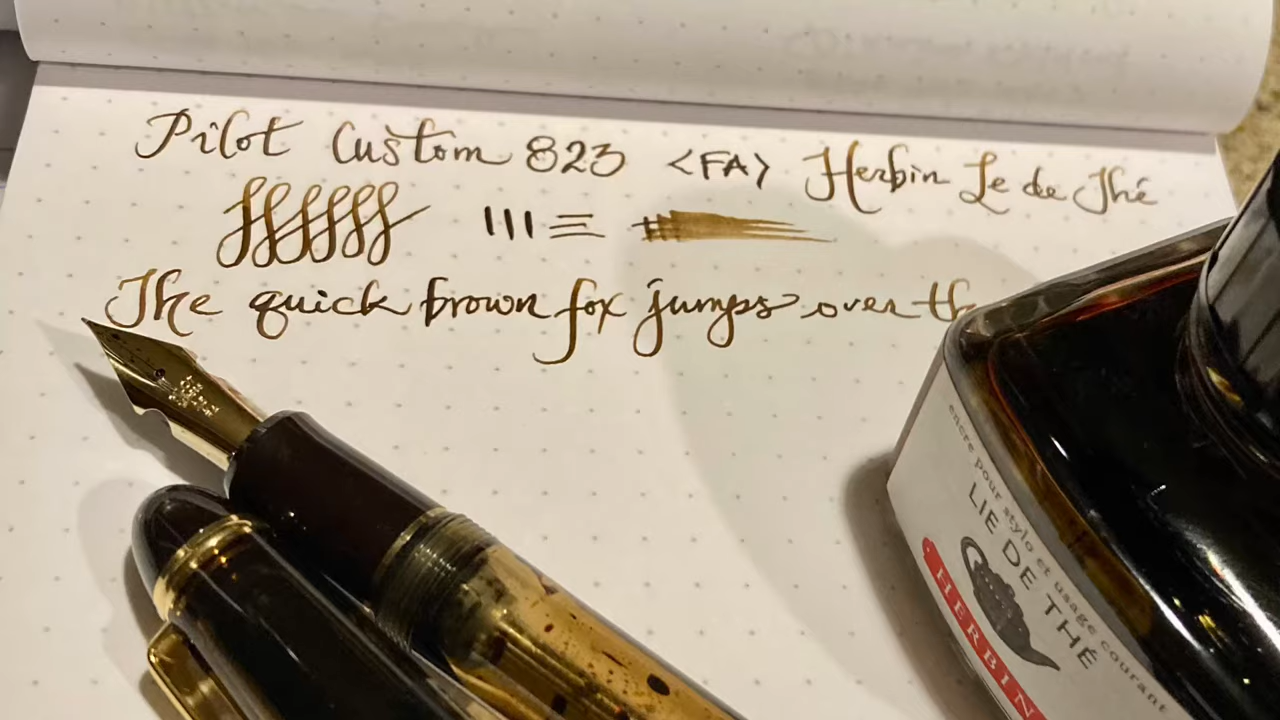 Pilot Custom 823 <FA> Herbin Le de Thé
The quick brown fox jumps over th
encre pour stylo et usage courant
LIE DE THÉ
HERBIN